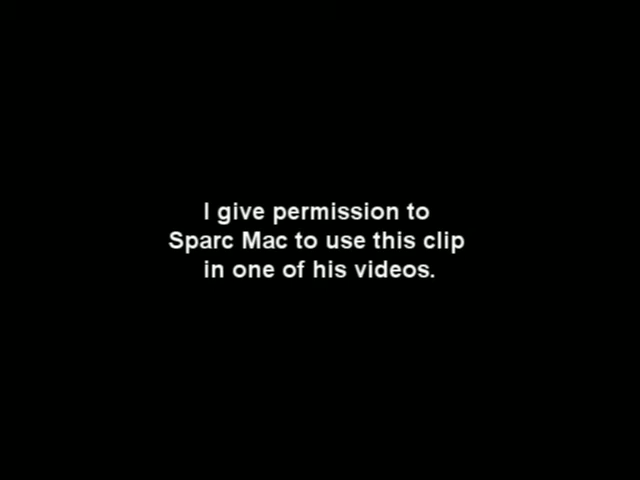 I give permission to
Sparc Mac to use this clip
in one of his videos.